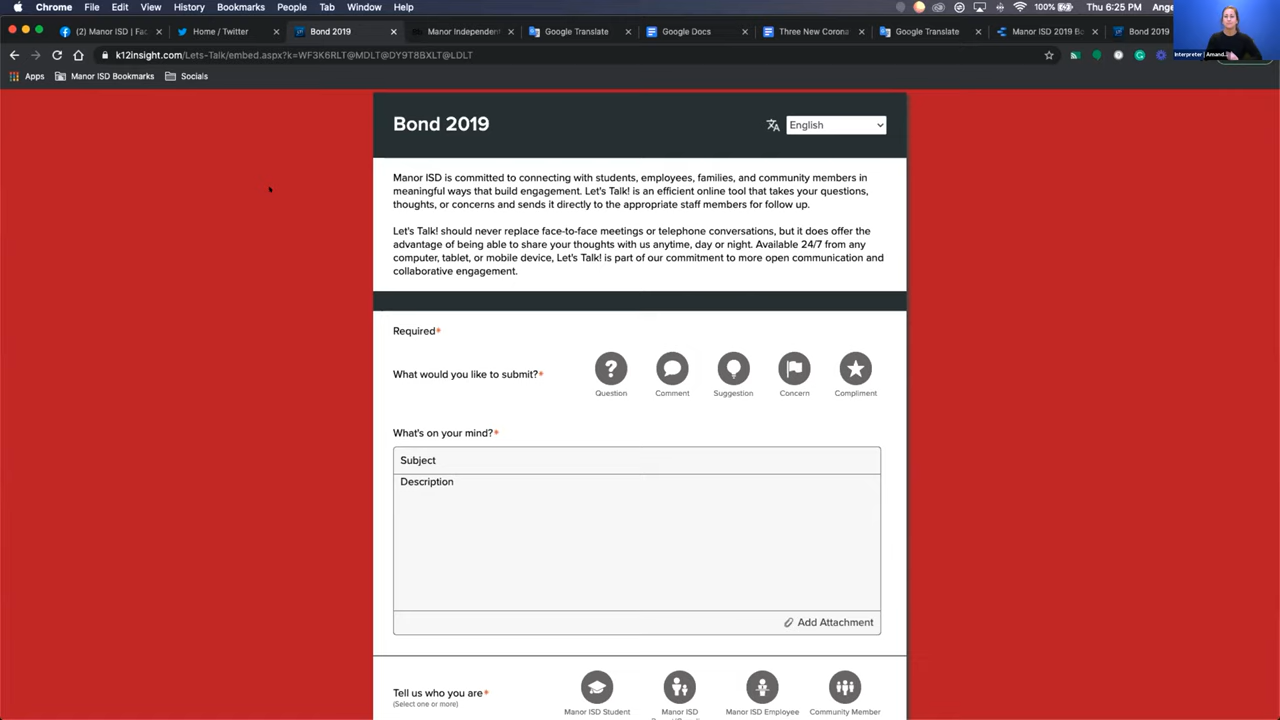 Chrome File Edit View History Bookmarks People Tab Window Help 100% Thu 6:25 PM Ange
(2) Manor ISD | Fac Home / Twitter Bond 2019 Manor Independent Google Translate Google Docs Three New Corona Google Translate Manor ISD 2019 Bo Bond 2019
k12insight.com/Lets-Talk/embed.aspx?k=WF3K6RLT@MDLT@DY9T8BXLT@LDLT
Interpreter | Amand
Apps Manor ISD Bookmarks Socials
Bond 2019
English
Manor ISD is committed to connecting with students, employees, families, and community members in
meaningful ways that build engagement. Let's Talk! is an efficient online tool that takes your questions,
thoughts, or concerns and sends it directly to the appropriate staff members for follow up.
Let's Talk! should never replace face-to-face meetings or telephone conversations, but it does offer the
advantage of being able to share your thoughts with us anytime, day or night. Available 24/7 from any
computer, tablet, or mobile device, Let's Talk! is part of our commitment to more open communication and
collaborative engagement.
Required*
What would you like to submit?*
Question Comment Suggestion Concern Compliment
What's on your mind?*
Subject
Description
Add Attachment
Tell us who you are*
(Select one or more)
Manor ISD Student Manor ISD Manor ISD Employee Community Member